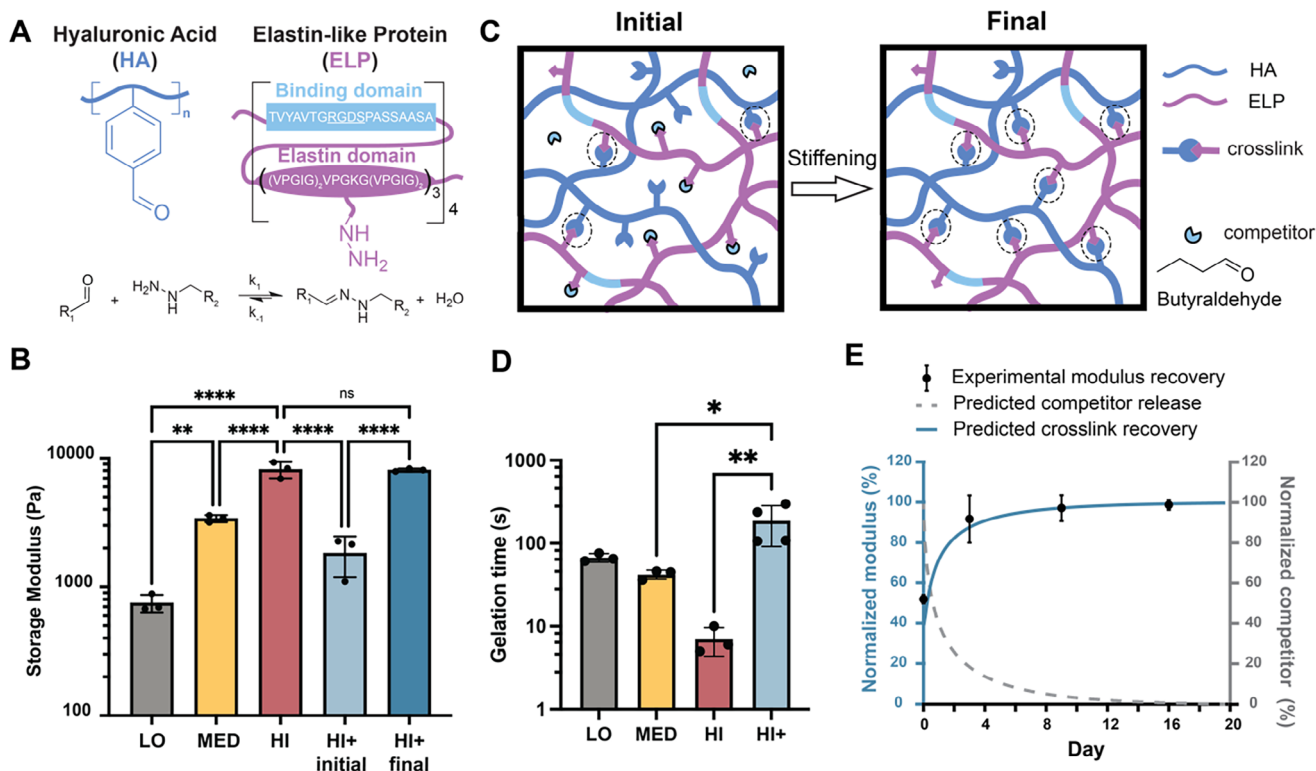 A
Hyaluronic Acid
(HA)
n
O
Elastin-like Protein
(ELP)
Binding domain
TVYAVTGRGDSPASSAASA
Elastin domain
(VPGIG)2VPGKG(VPGIG)2
3
4
NH
NH2
R1 O + H2N N H R2 k1 k-1 R1 N N H R2 + H2O
C
Initial
Final
Stiffening
HA
ELP
crosslink
competitor
O
Butyraldehyde
B
Storage Modulus (Pa)
10000
1000
100
**** ns
** **** **** ****
LO MED HI HI+ HI+
initial final
D
Gelation time (s)
1000
100
10
1
*
**
LO MED HI HI+
E
Experimental modulus recovery
Predicted competitor release
Predicted crosslink recovery
Normalized modulus (%)
120 120
100 100
80 80
60 60
40 40
20 20
0 0
Normalized competitor
(%)
0 4 8 12 16 20
Day